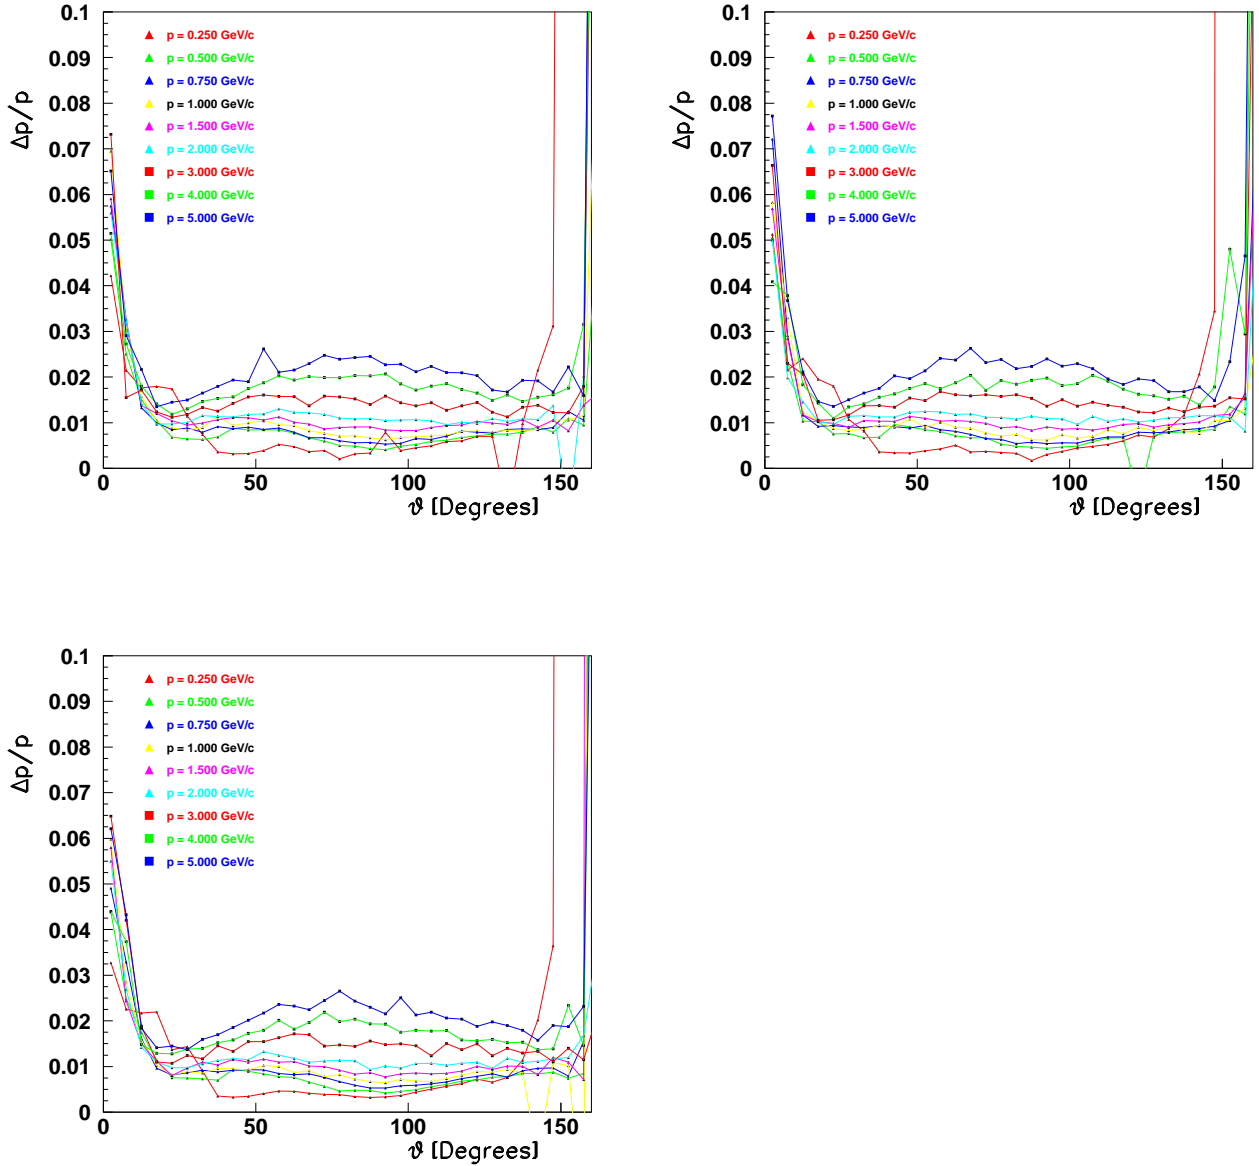 0.1
0.09
0.08
0.07
0.06
0.05
0.04
0.03
0.02
0.01
0
Δp/p
p = 0.250 GeV/c
p = 0.500 GeV/c
p = 0.750 GeV/c
p = 1.000 GeV/c
p = 1.500 GeV/c
p = 2.000 GeV/c
p = 3.000 GeV/c
p = 4.000 GeV/c
p = 5.000 GeV/c
0 50 100 150
ϑ [Degrees]
0.1
0.09
0.08
0.07
0.06
0.05
0.04
0.03
0.02
0.01
0
Δp/p
p = 0.250 GeV/c
p = 0.500 GeV/c
p = 0.750 GeV/c
p = 1.000 GeV/c
p = 1.500 GeV/c
p = 2.000 GeV/c
p = 3.000 GeV/c
p = 4.000 GeV/c
p = 5.000 GeV/c
0 50 100 150
ϑ [Degrees]
0.1
0.09
0.08
0.07
0.06
0.05
0.04
0.03
0.02
0.01
0
Δp/p
p = 0.250 GeV/c
p = 0.500 GeV/c
p = 0.750 GeV/c
p = 1.000 GeV/c
p = 1.500 GeV/c
p = 2.000 GeV/c
p = 3.000 GeV/c
p = 4.000 GeV/c
p = 5.000 GeV/c
0 50 100 150
ϑ [Degrees]